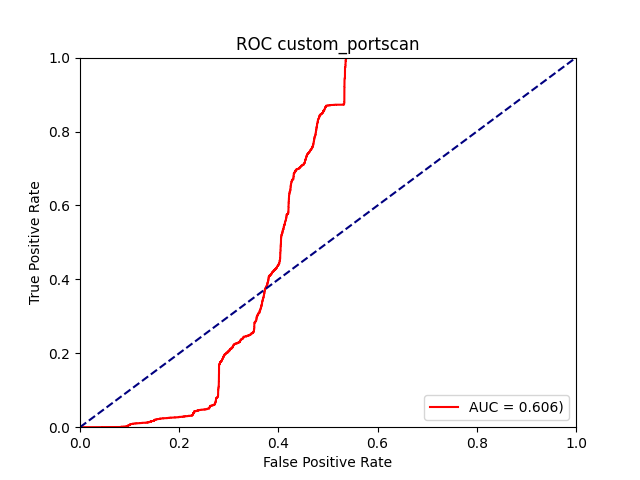 ROC custom_portscan
True Positive Rate
1.0
0.8
0.6
0.4
0.2
0.0
AUC = 0.606)
0.0 0.2 0.4 0.6 0.8 1.0
False Positive Rate